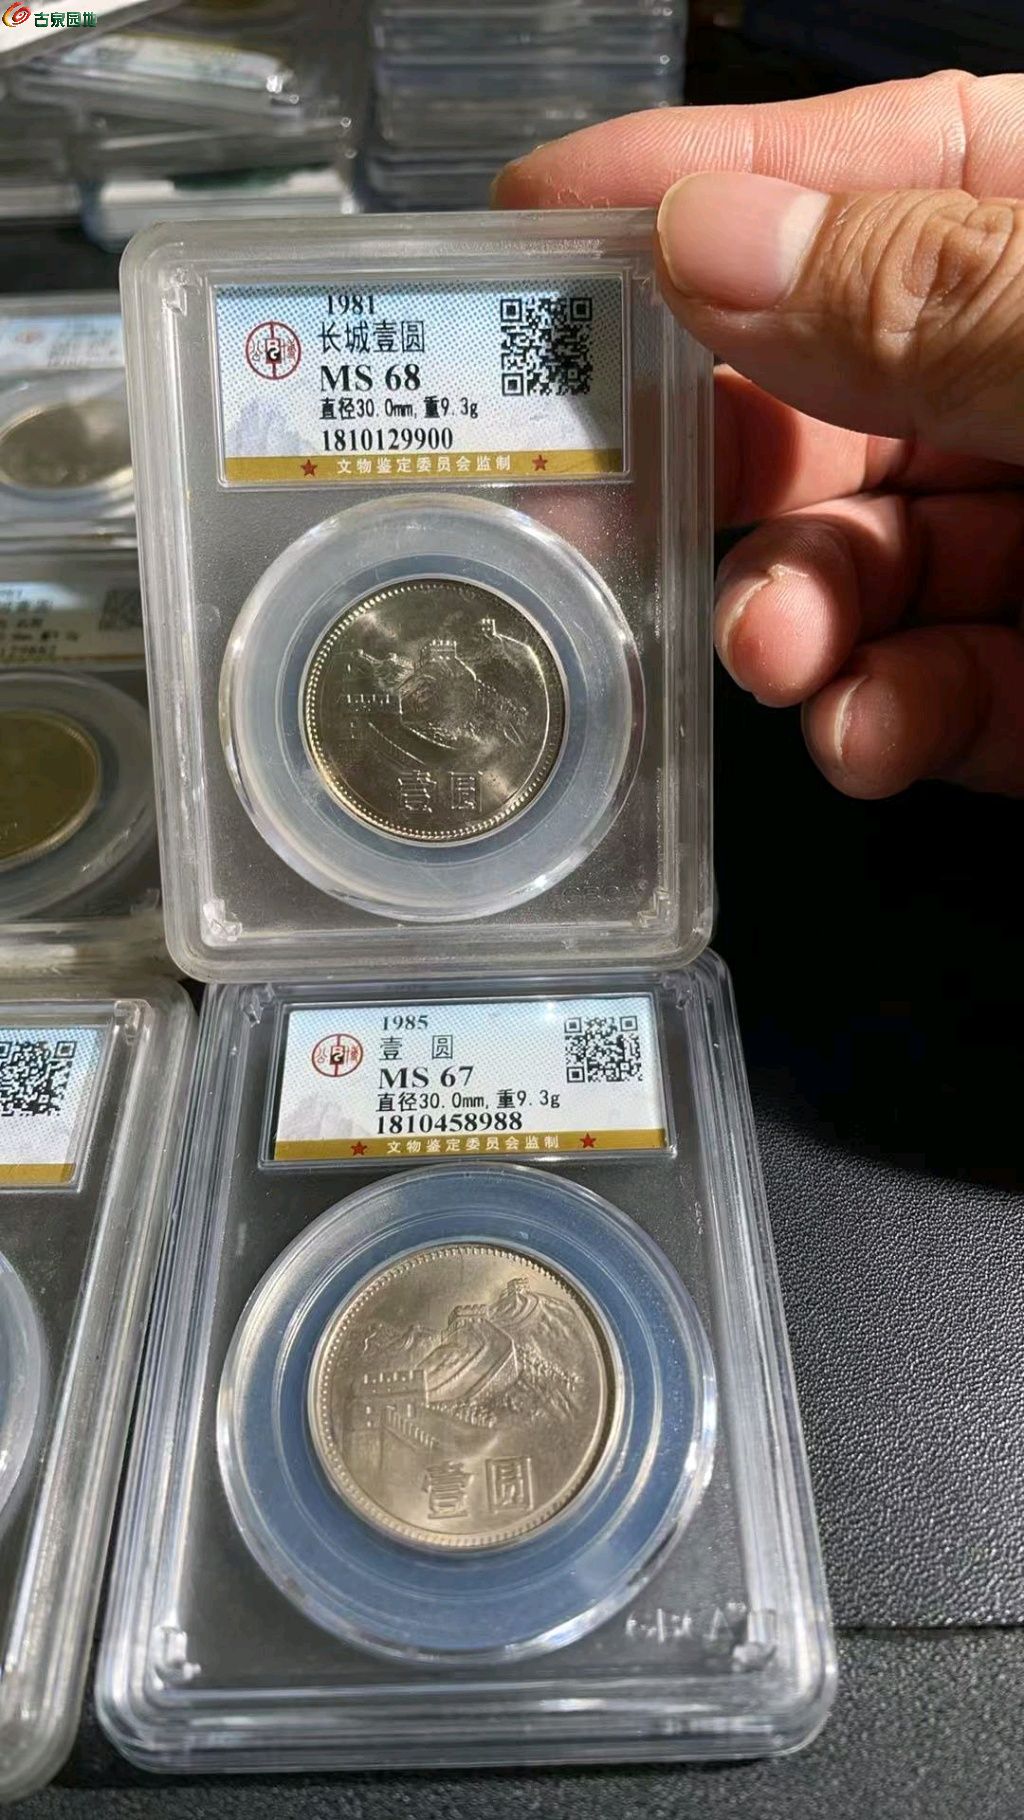 古泉园地
1981
长城壹圆
MS 68
直径30.0mm,重9.3g
1810129900
文物鉴定委员会监制
壹圆
1985
壹 圆
MS 67
直径30.0mm,重9.3g
1810458988
文物鉴定委员会监制
壹圆